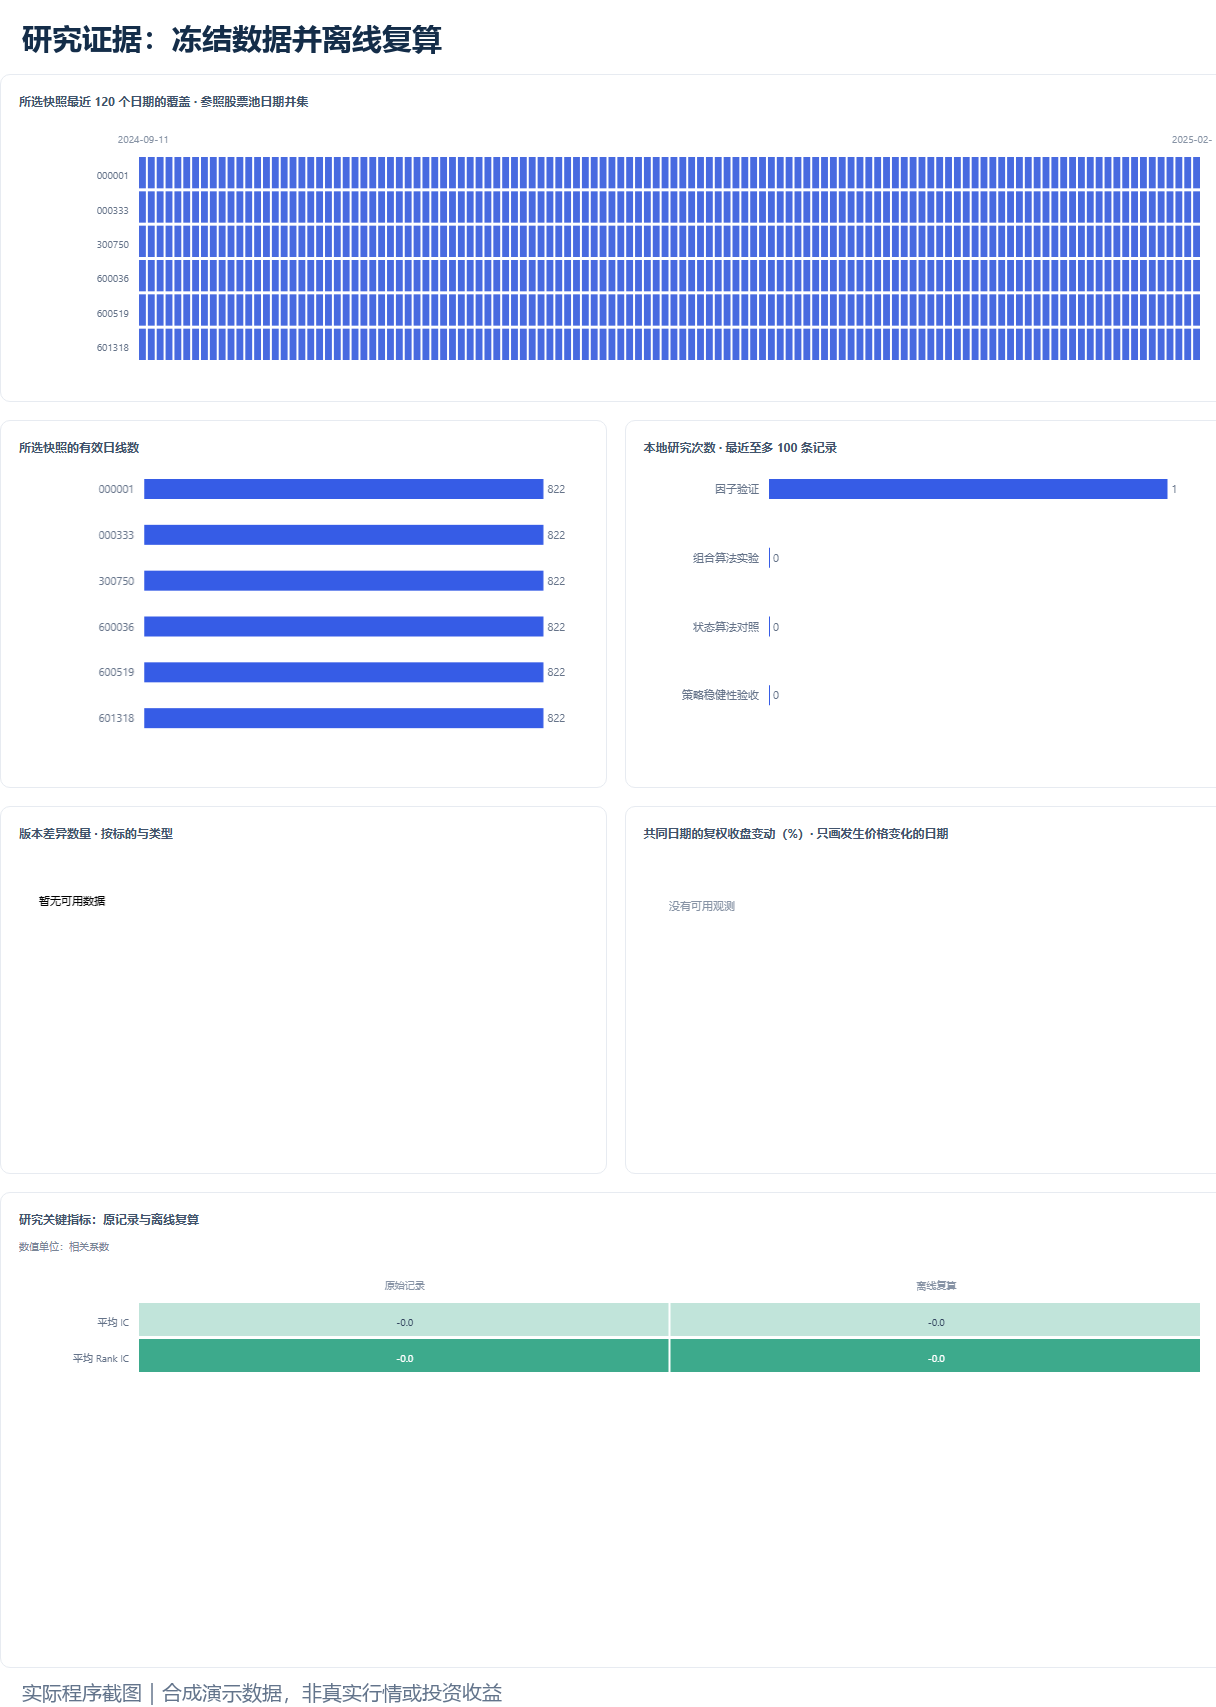 研究证据：冻结数据并离线复算
所选快照最近 120 个日期的覆盖 · 参照股票池日期并集
2024-09-11
2025-02-
000001
000333
300750
600036
600519
601318
所选快照的有效日线数
000001 822
000333 822
300750 822
600036 822
600519 822
601318 822
本地研究次数 · 最近至多 100 条记录
因子验证 1
组合算法实验 0
状态算法对照 0
策略稳健性验收 0
版本差异数量 · 按标的与类型
暂无可用数据
共同日期的复权收盘变动（%）· 只画发生价格变化的日期
没有可用观测
研究关键指标：原记录与离线复算
数值单位：相关系数
原始记录 离线复算
平均 IC -0.0 -0.0
平均 Rank IC -0.0 -0.0
实际程序截图｜合成演示数据，非真实行情或投资收益